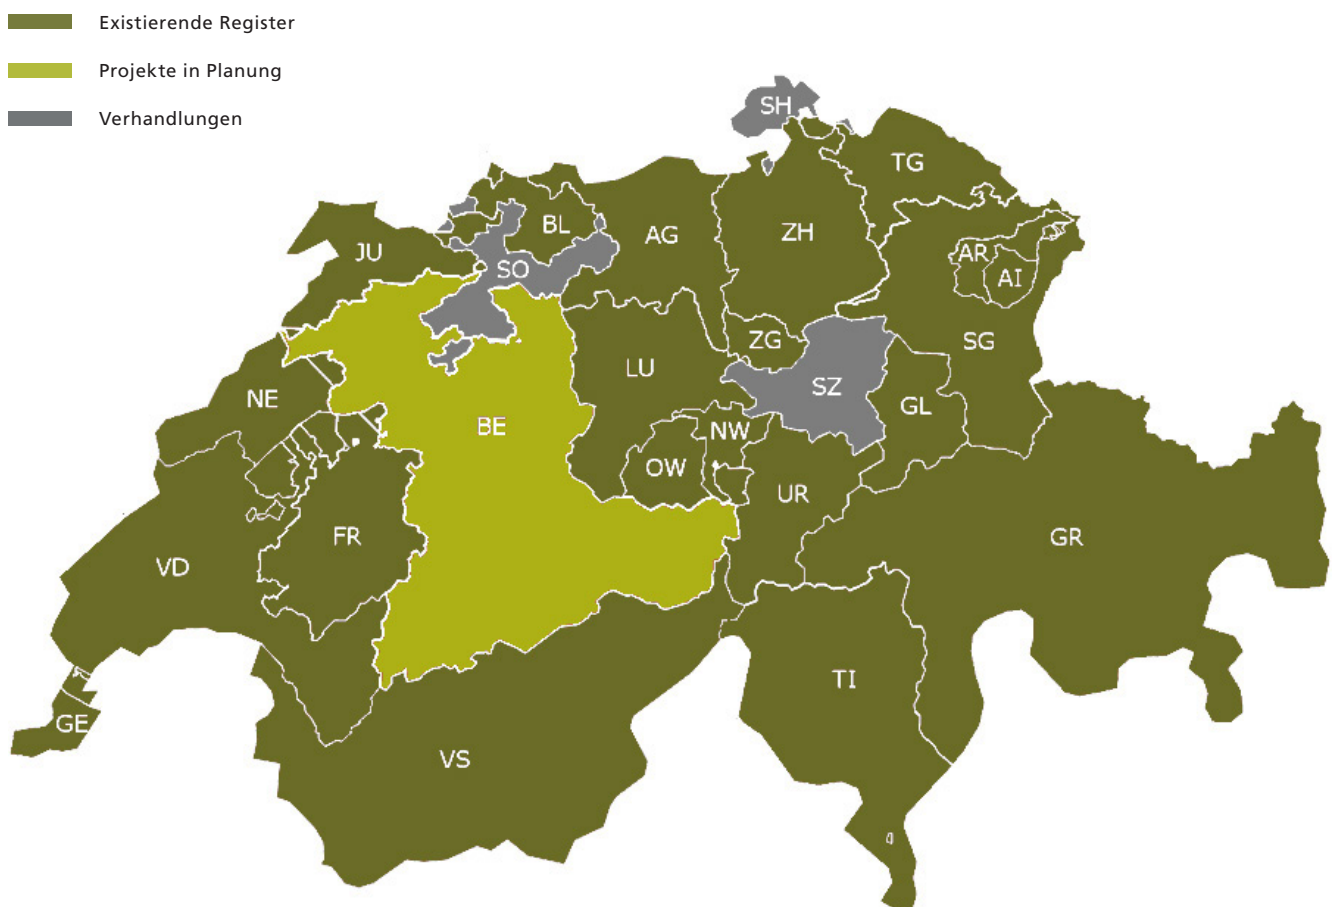 Existierende Register
Projekte in Planung
Verhandlungen
SH
TG
BL
AG
ZH
JU
AR
SO
AI
ZG
SG
LU
SZ
NE
GL
BE
NW
OW
UR
FR
GR
VD
TI
GE
VS